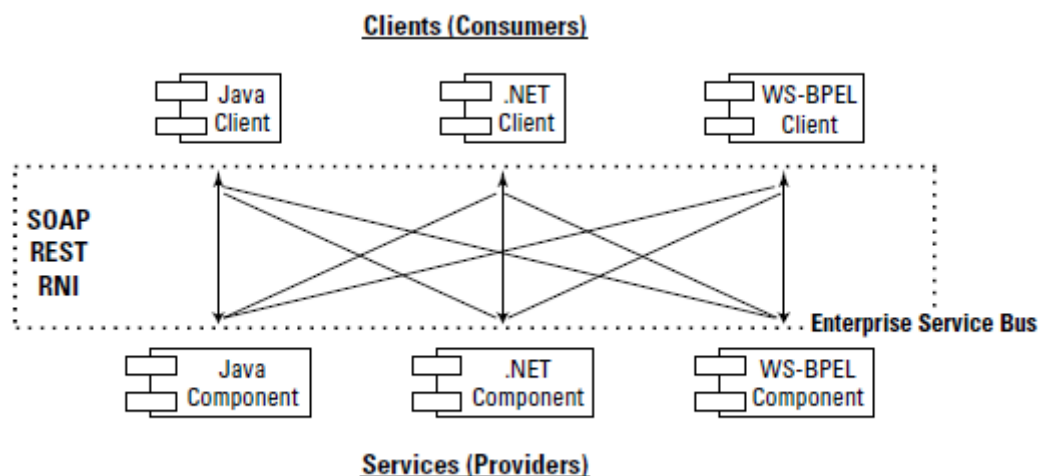 Clients (Consumers)
Java
Client
.NET
Client
WS-BPEL
Client
SOAP
REST
RNI
Enterprise Service Bus
Java
Component
.NET
Component
WS-BPEL
Component
Services (Providers)